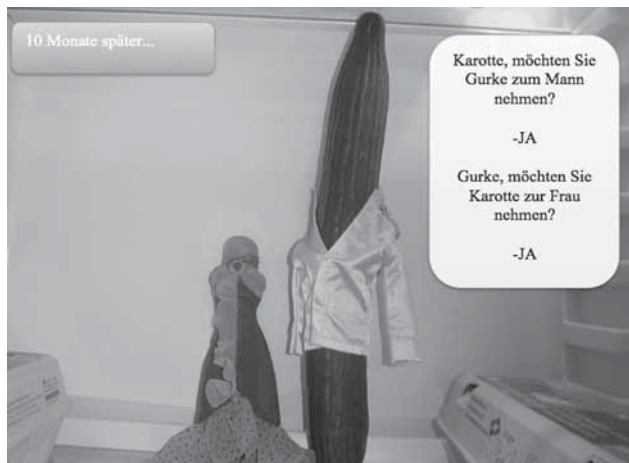 10 Monate später...
Karotte, möchten Sie
Gurke zum Mann
nehmen?
-JA
Gurke, möchten Sie
Karotte zur Frau
nehmen?
-JA